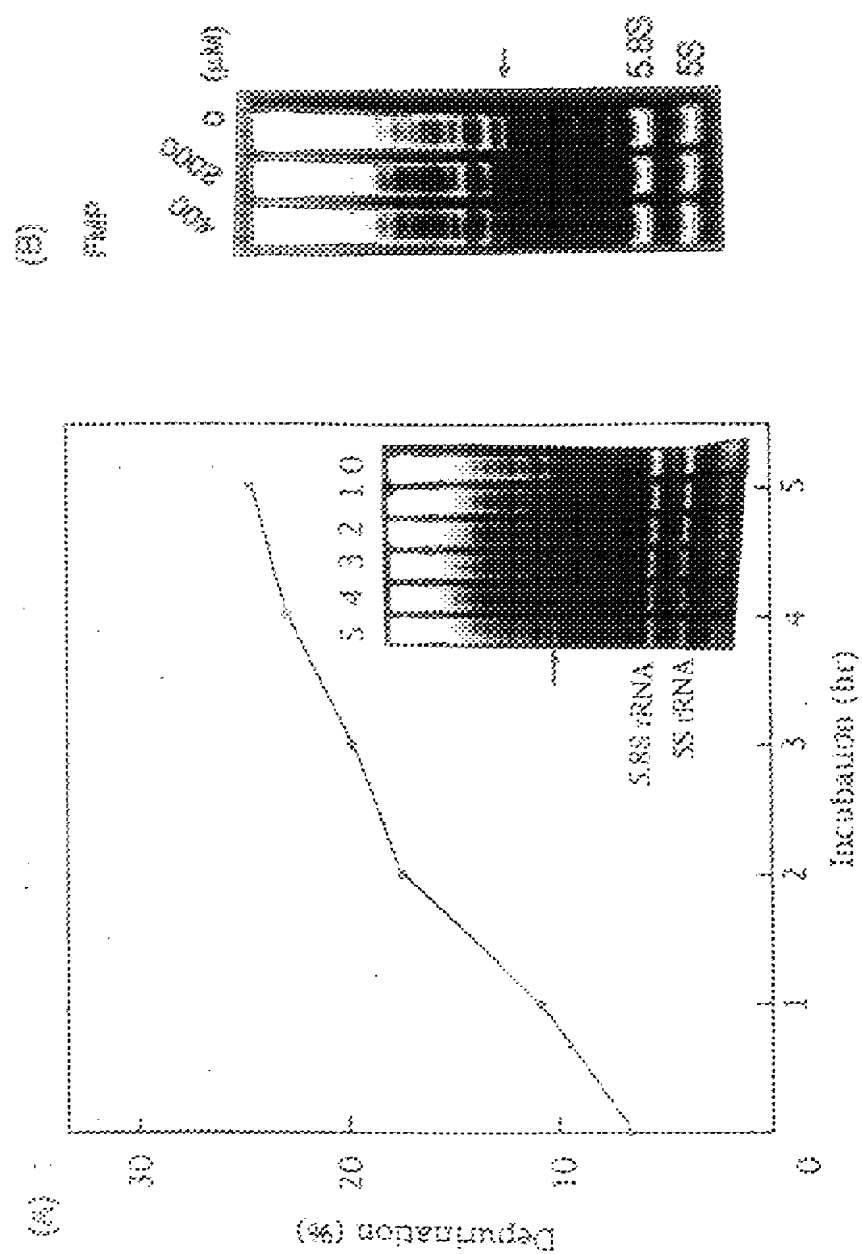 (A)
Depurination (%)
30
20
10
0
1
2
3
4
5
Incubation (hr)
5 4 3 2 1 0
5.8S rRNA
5S rRNA
(B)
FMP
400 2000 0 (μM)
5.8S
5S